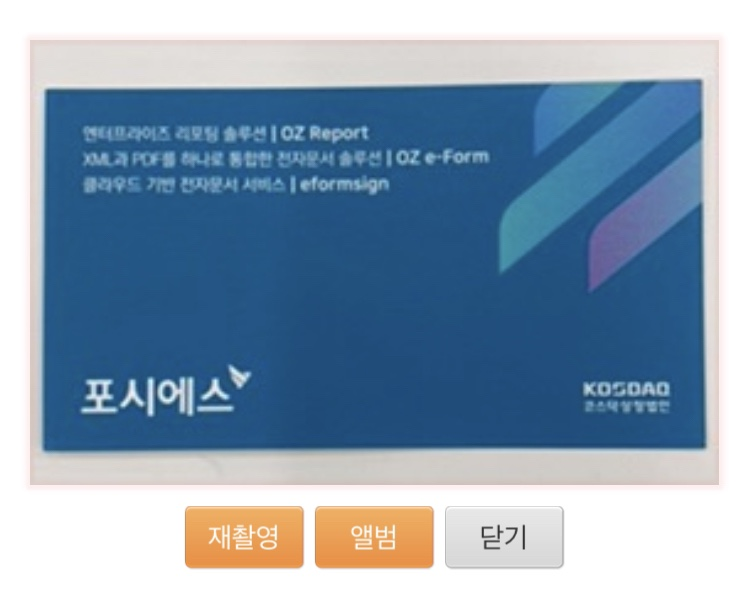 엔터프라이즈 리포팅 솔루션 | OZ Report
XML과 PDF를 하나로 통합한 전자문서 솔루션 | OZ e-Form
클라우드 기반 전자문서 서비스 | eformsign
포시에스
KOSDAQ
코스닥상장법인
재촬영
앨범
닫기